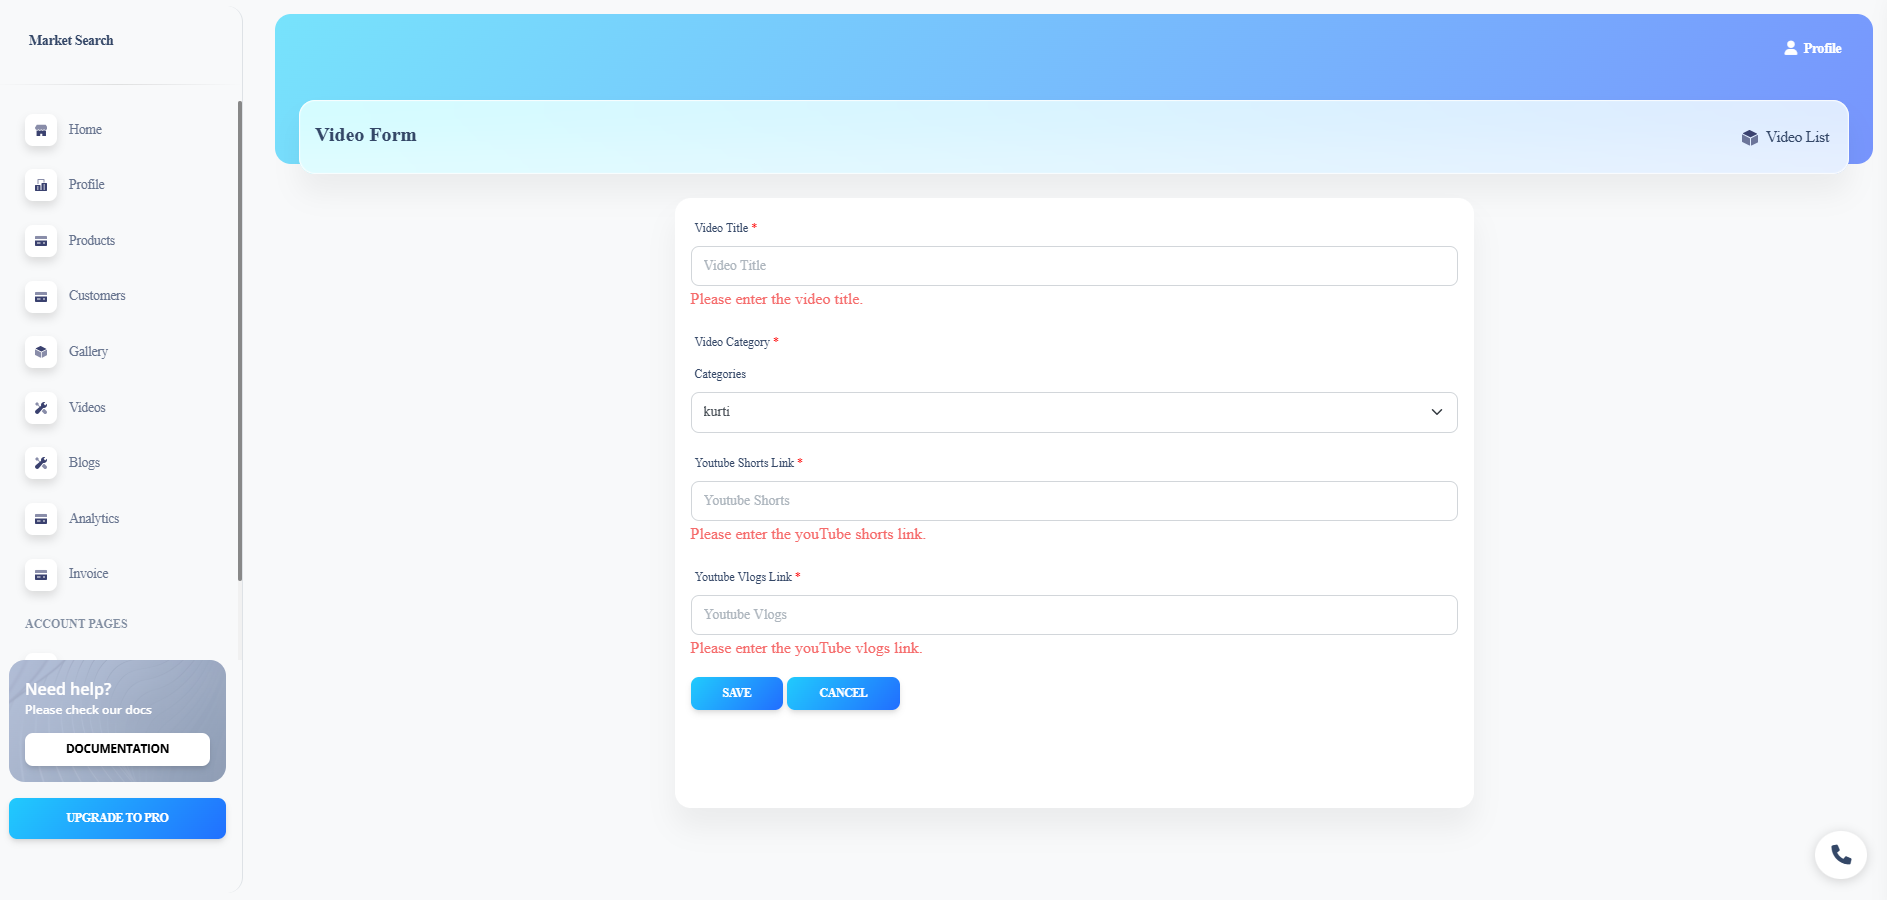 Market Search
Home
Profile
Products
Customers
Gallery
Videos
Blogs
Analytics
Invoice
ACCOUNT PAGES
Need help?
Please check our docs
DOCUMENTATION
UPGRADE TO PRO
Profile
Video Form
Video List
Video Title *
Video Title
Please enter the video title.
Video Category *
Categories
kurti
Youtube Shorts Link *
Youtube Shorts
Please enter the youTube shorts link.
Youtube Vlogs Link *
Youtube Vlogs
Please enter the youTube vlogs link.
SAVE CANCEL